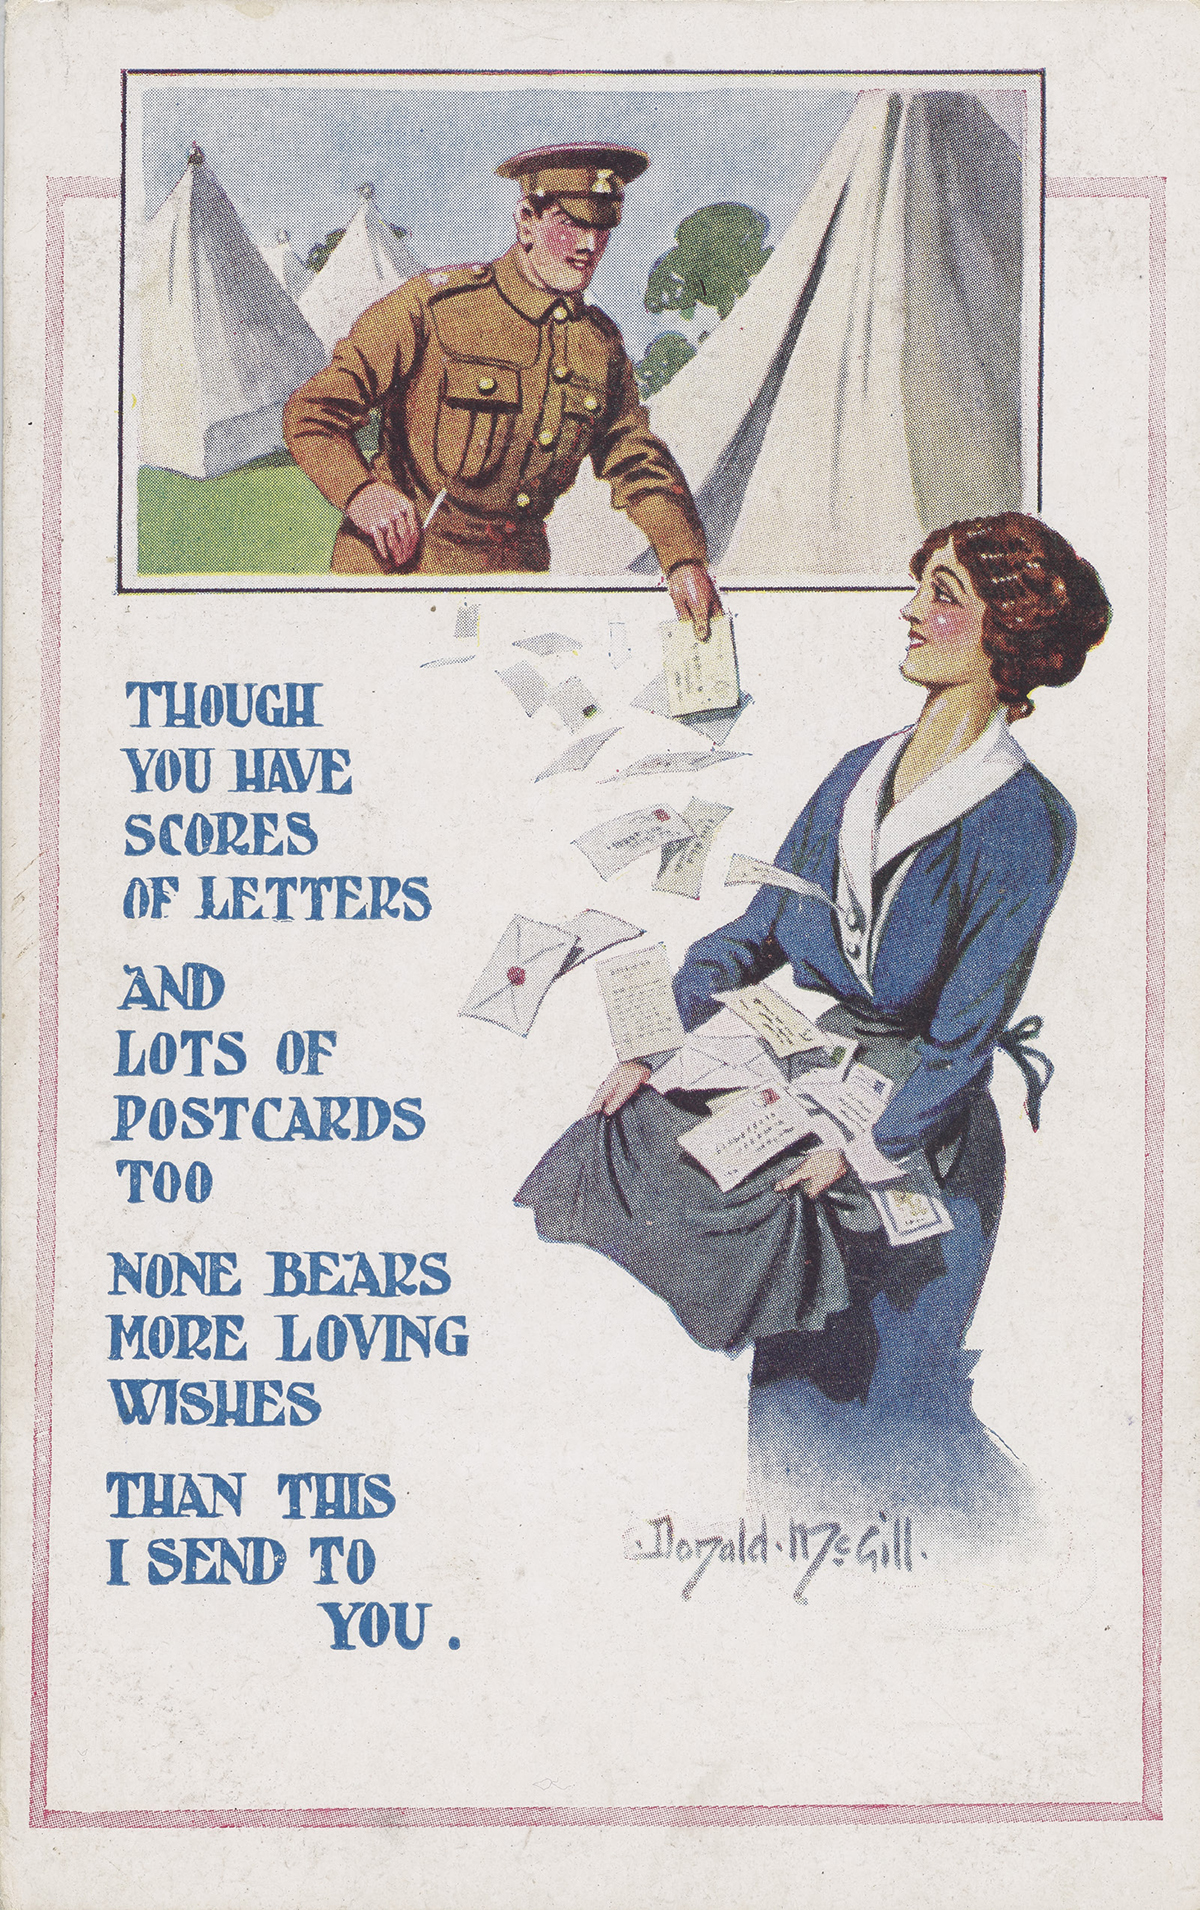 THOUGH
YOU HAVE
SCORES
OF LETTERS
AND
LOTS OF
POSTCARDS
TOO
NONE BEARS
MORE LOVING
WISHES
THAN THIS
I SEND TO
YOU.
.Donald.McGill.